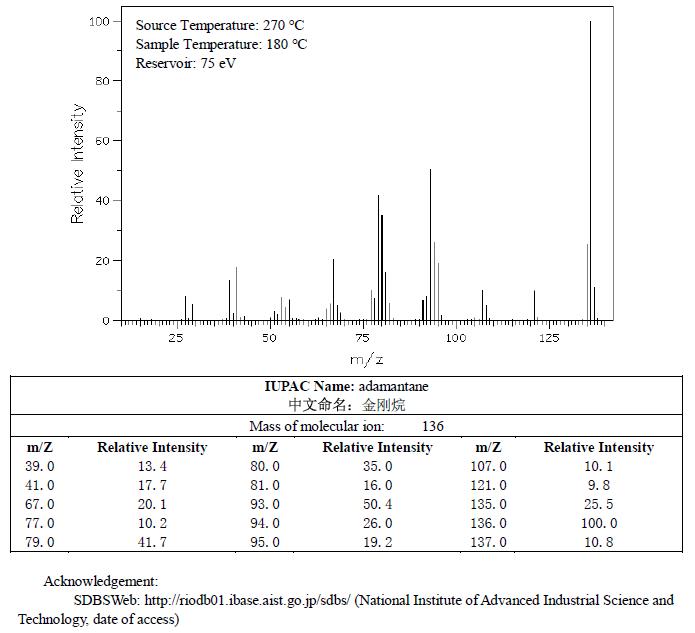 100
80
60
40
20
0
Relative Intensity
Source Temperature: 270 °C
Sample Temperature: 180 °C
Reservoir: 75 eV
25 50 75 100 125
m/z
IUPAC Name: adamantane
中文命名：金刚烷
Mass of molecular ion: 136
m/Z Relative Intensity m/Z Relative Intensity m/Z Relative Intensity
39.0 13.4 80.0 35.0 107.0 10.1
41.0 17.7 81.0 16.0 121.0 9.8
67.0 20.1 93.0 50.4 135.0 25.5
77.0 10.2 94.0 26.0 136.0 100.0
79.0 41.7 95.0 19.2 137.0 10.8
Acknowledgement:
SDBSWeb: http://riodb01.ibase.aist.go.jp/sdbs/ (National Institute of Advanced Industrial Science and
Technology, date of access)